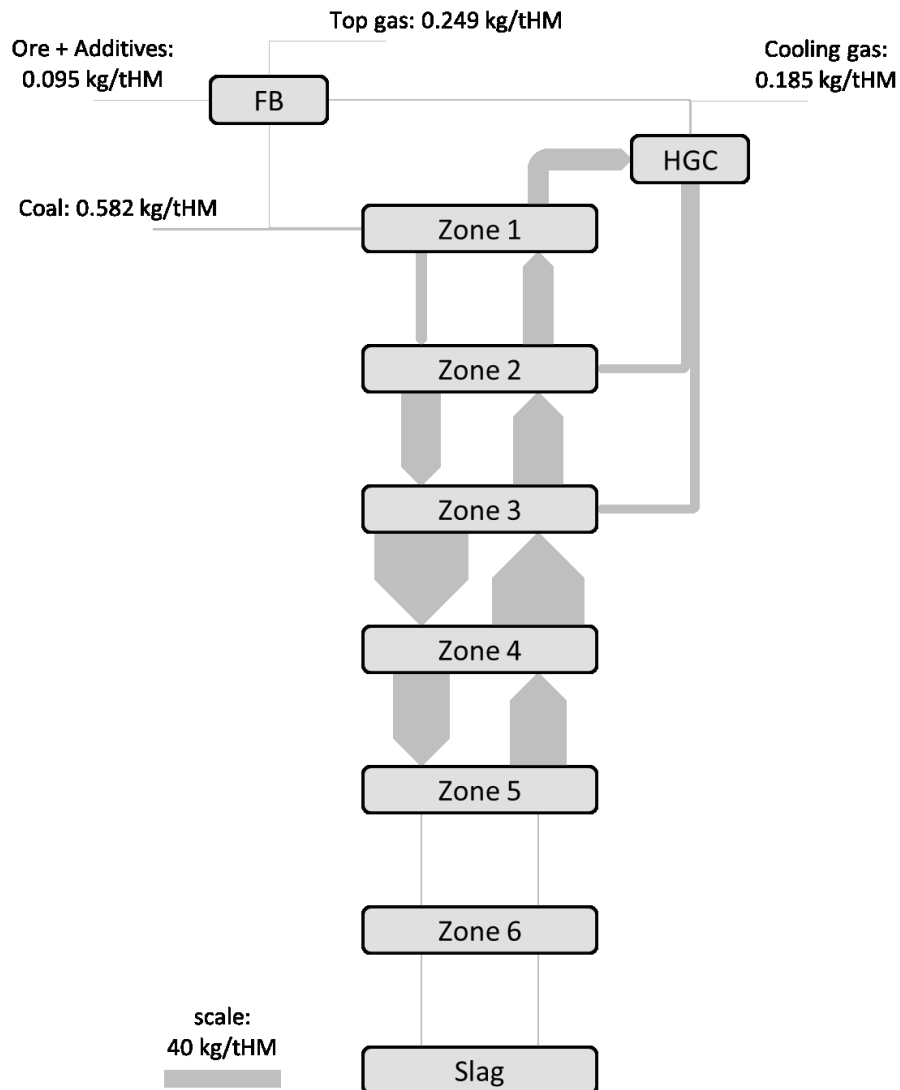 Top gas: 0.249 kg/tHM
Ore + Additives:
0.095 kg/tHM
Cooling gas:
0.185 kg/tHM
FB
HGC
Coal: 0.582 kg/tHM
Zone 1
Zone 2
Zone 3
Zone 4
Zone 5
Zone 6
scale:
40 kg/tHM
Slag